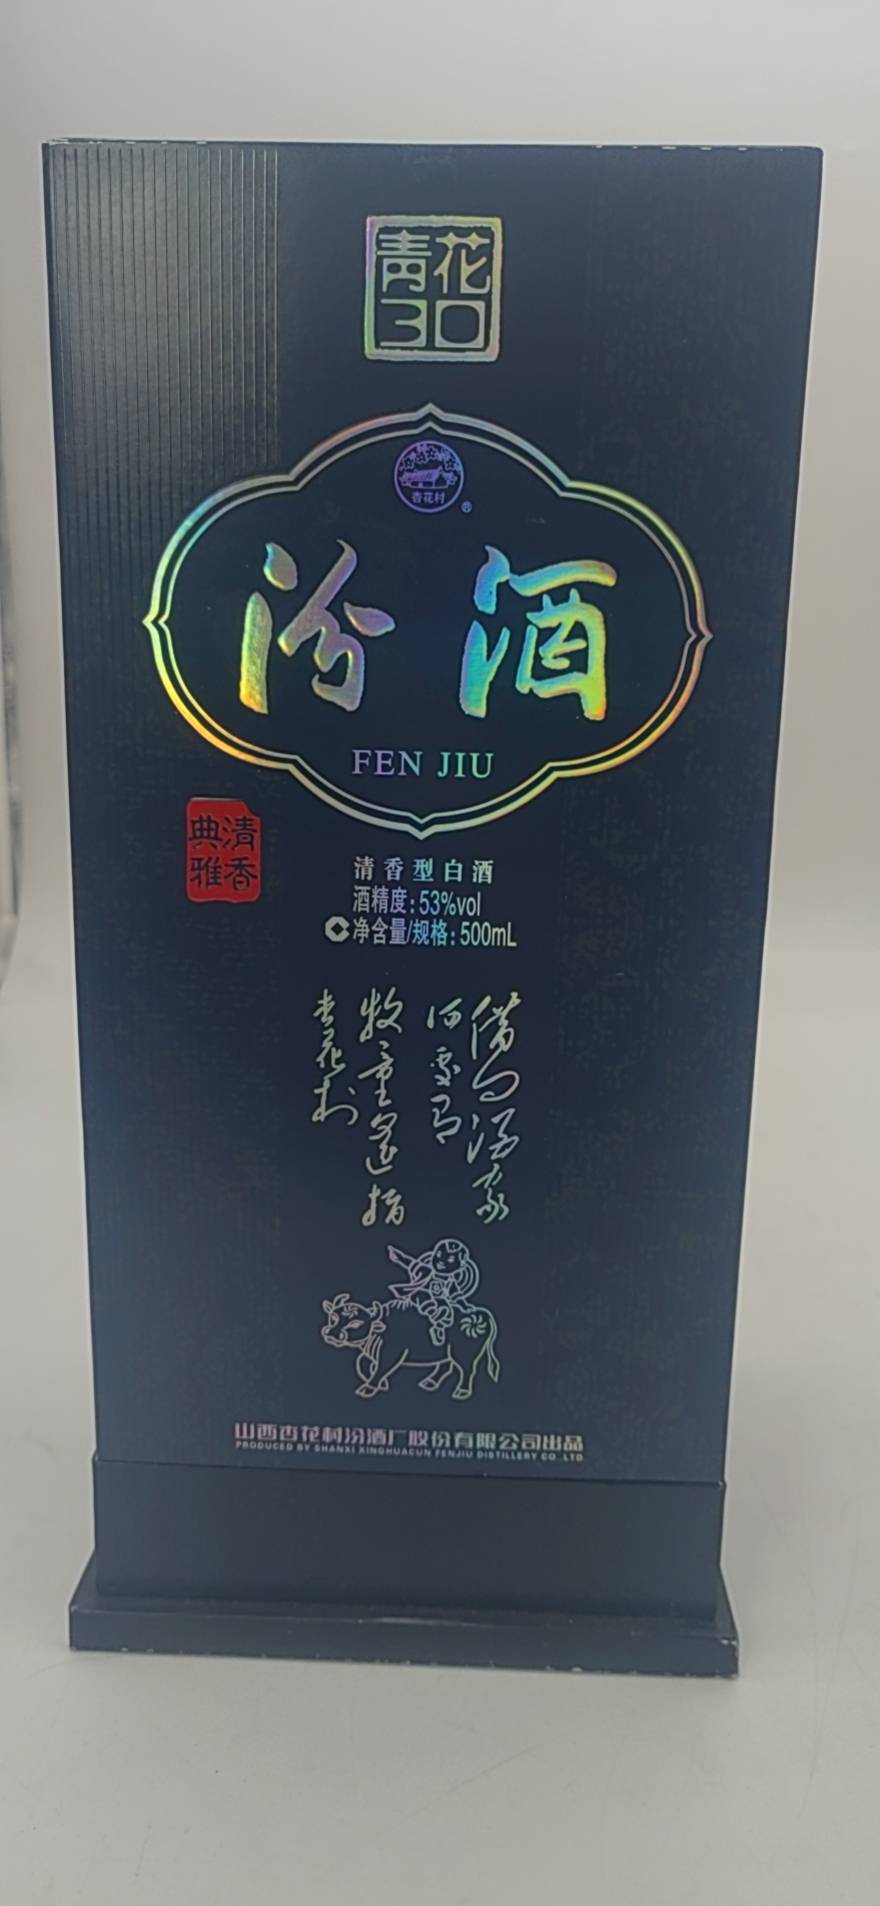 青花
30
杏花村
®
汾酒
FEN JIU
清香
典雅
清香型白酒
酒精度:53%vol
净含量/规格:500mL
借问酒家
何处有
牧童遥指
杏花村
山西杏花村汾酒厂股份有限公司出品
PRODUCED BY SHANXI XINGHUACUN FENJIU DISTILLERY CO.,LTD